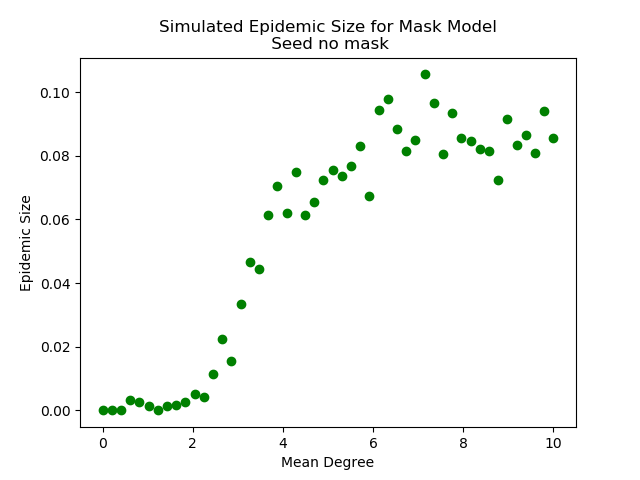 Simulated Epidemic Size for Mask Model
Seed no mask
0.10
0.08
0.06
0.04
0.02
0.00
Epidemic Size
0 2 4 6 8 10
Mean Degree